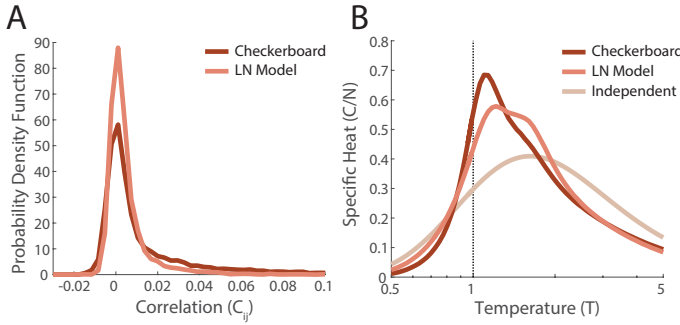 A
Probability Density Function
90
80
70
60
50
40
30
20
10
0
-0.02
0
0.02
0.04
0.06
0.08
0.1
Correlation (Cij)
Checkerboard
LN Model
B
Specific Heat (C/N)
0.8
0.7
0.6
0.5
0.4
0.3
0.2
0.1
0
0.5
1
5
Temperature (T)
Checkerboard
LN Model
Independent